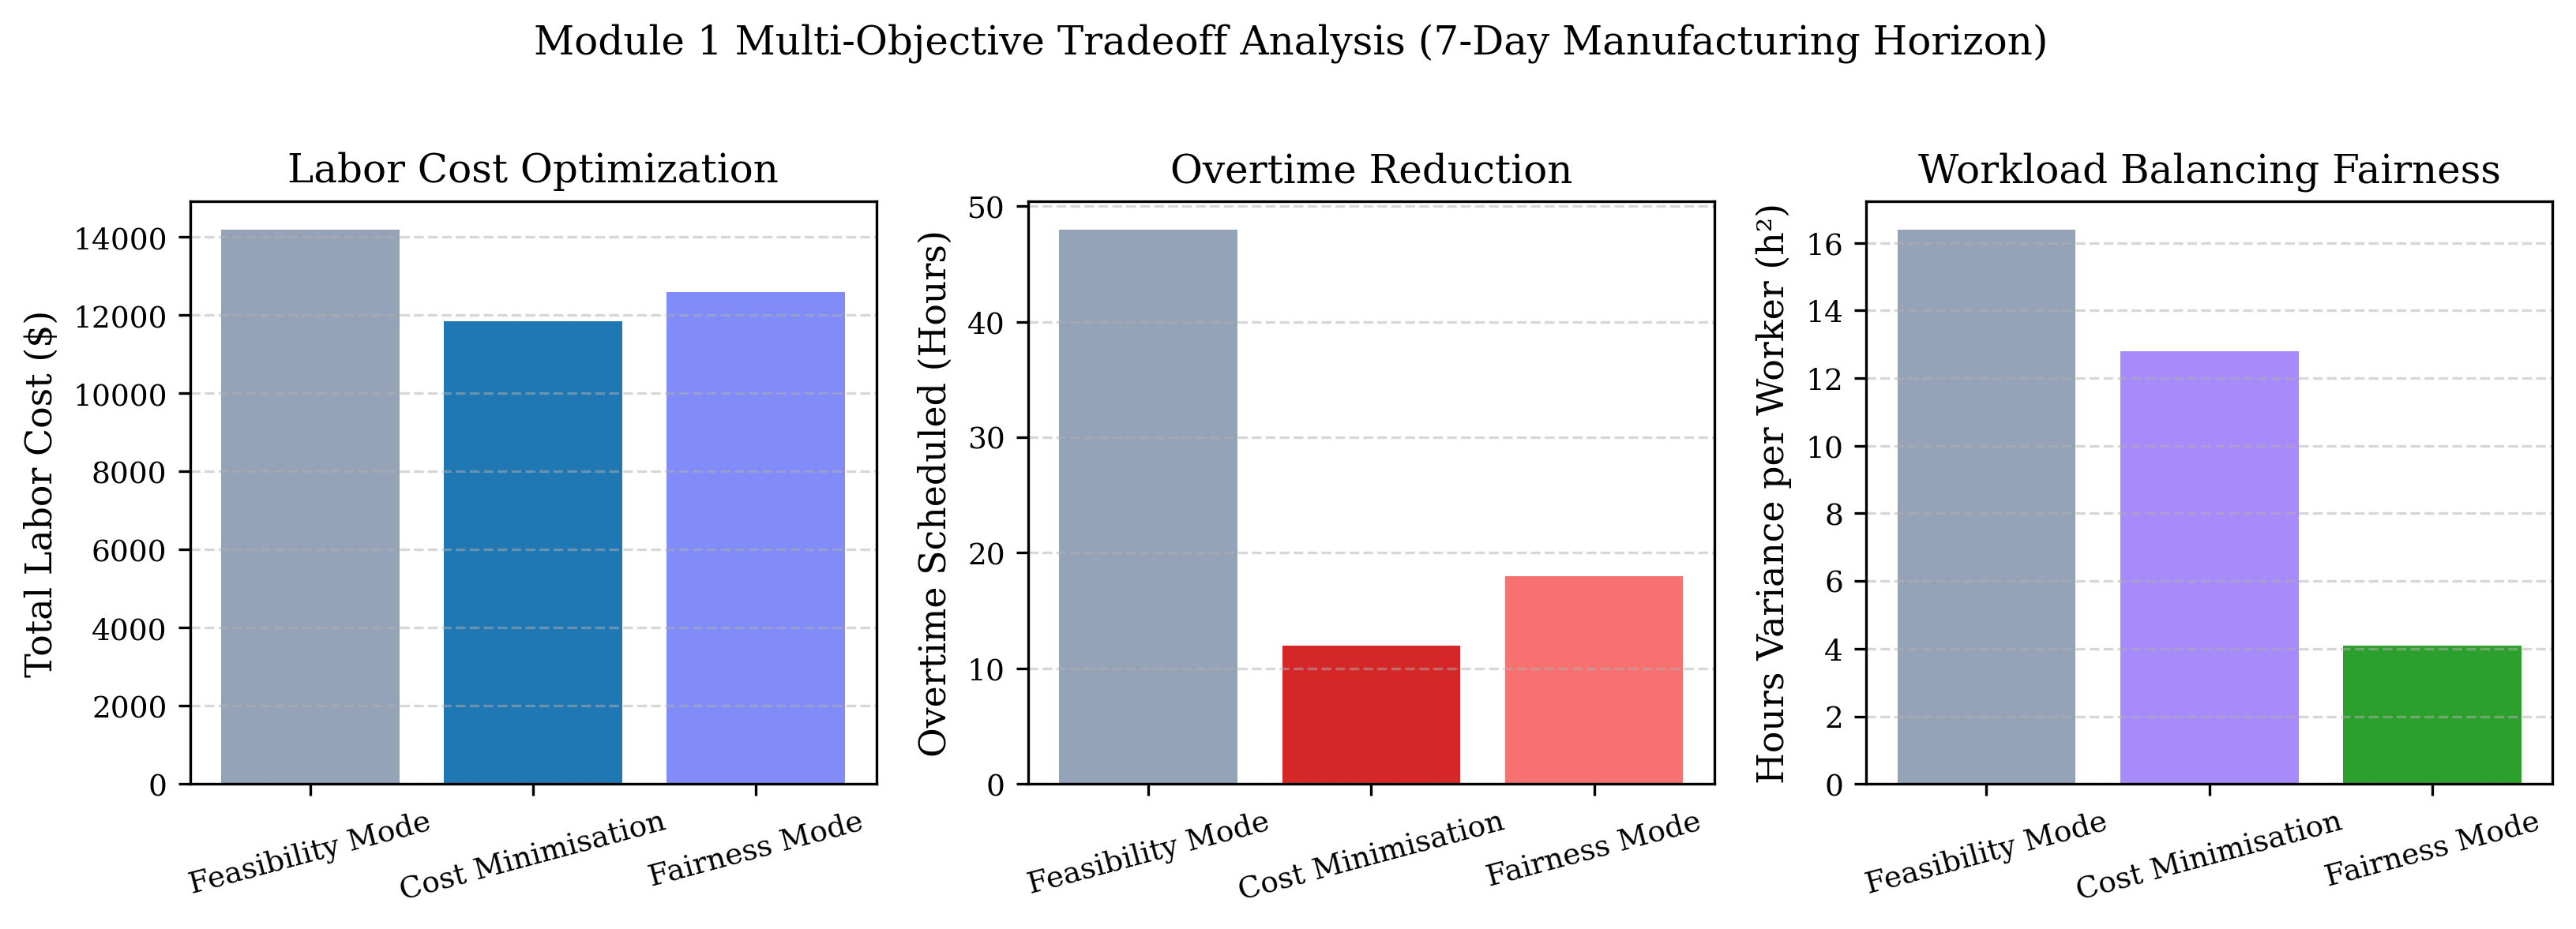 Module 1 Multi-Objective Tradeoff Analysis (7-Day Manufacturing Horizon)
Labor Cost Optimization
Total Labor Cost ($)
14000
12000
10000
8000
6000
4000
2000
0
Feasibility Mode
Cost Minimisation
Fairness Mode
Overtime Reduction
Overtime Scheduled (Hours)
50
40
30
20
10
0
Feasibility Mode
Cost Minimisation
Fairness Mode
Workload Balancing Fairness
Hours Variance per Worker (h²)
16
14
12
10
8
6
4
2
0
Feasibility Mode
Cost Minimisation
Fairness Mode